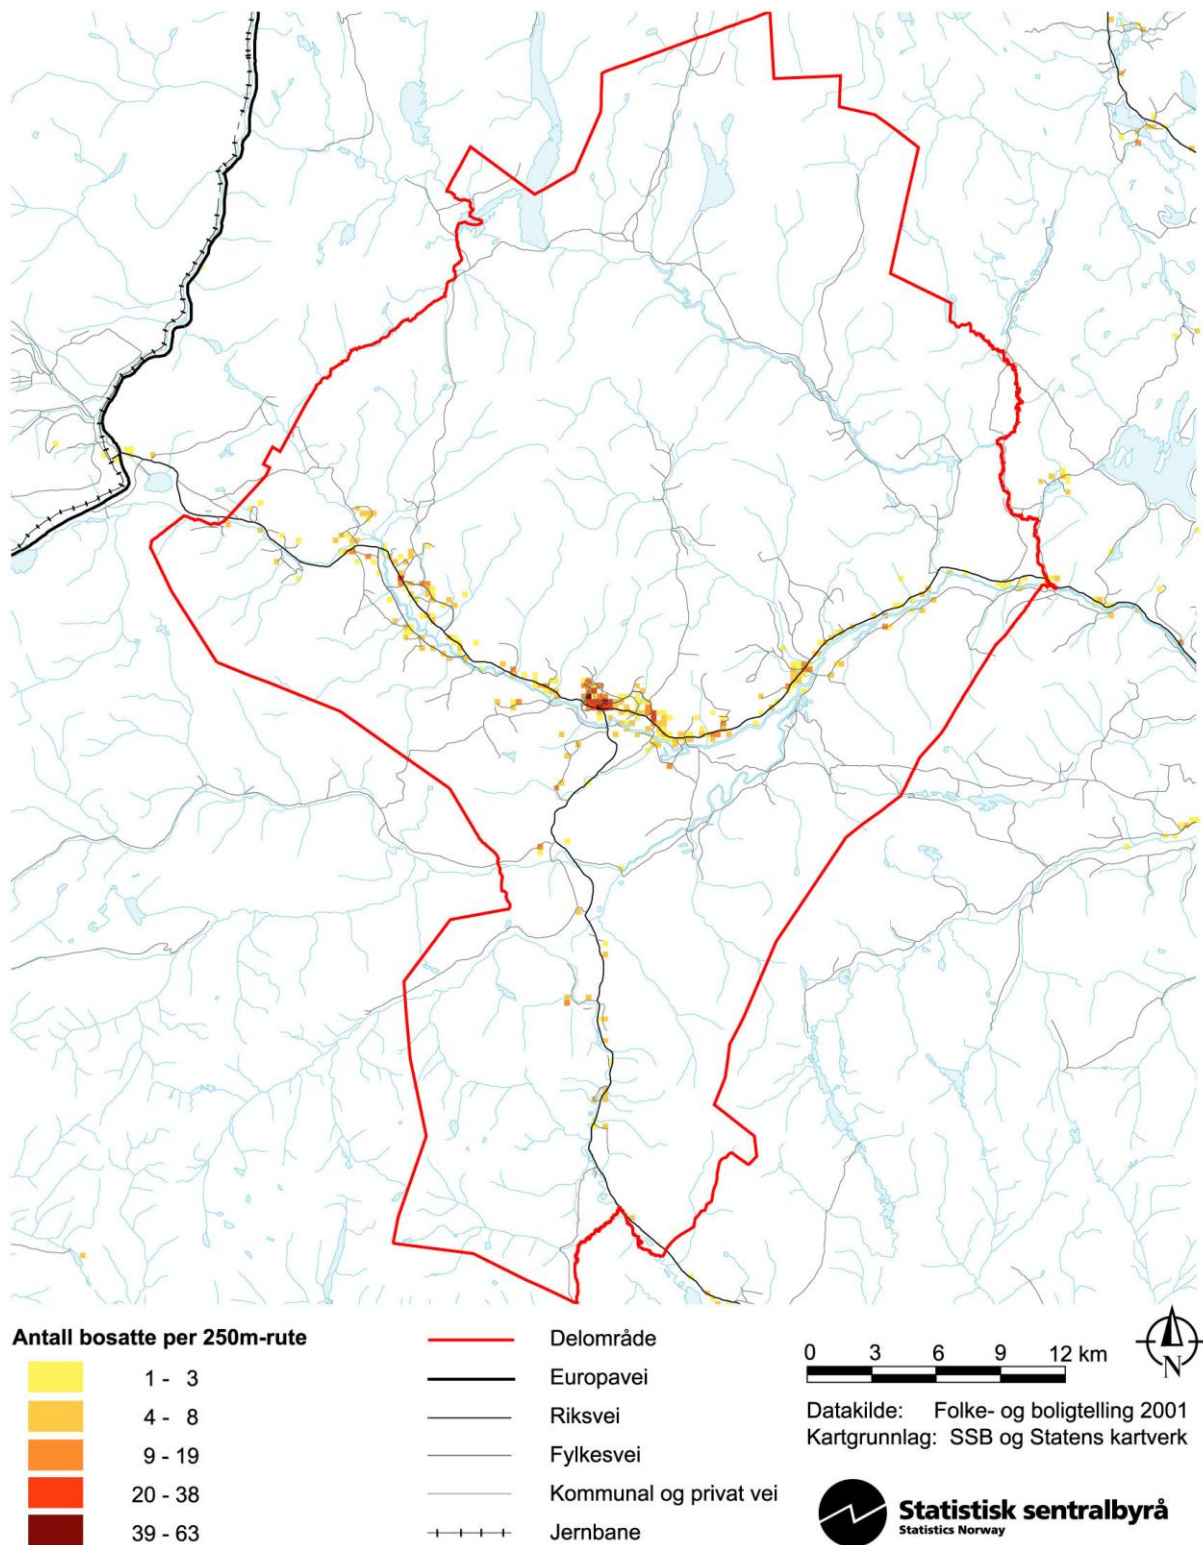 Antall bosatte per 250m-rute
1 - 3
4 - 8
9 - 19
20 - 38
39 - 63
Delområde
Europavei
Riksvei
Fylkesvei
Kommunal og privat vei
Jernbane
0 3 6 9 12 km
N
Datakilde: Folke- og boligtelling 2001
Kartgrunnlag: SSB og Statens kartverk
Statistisk sentralbyrå
Statistics Norway